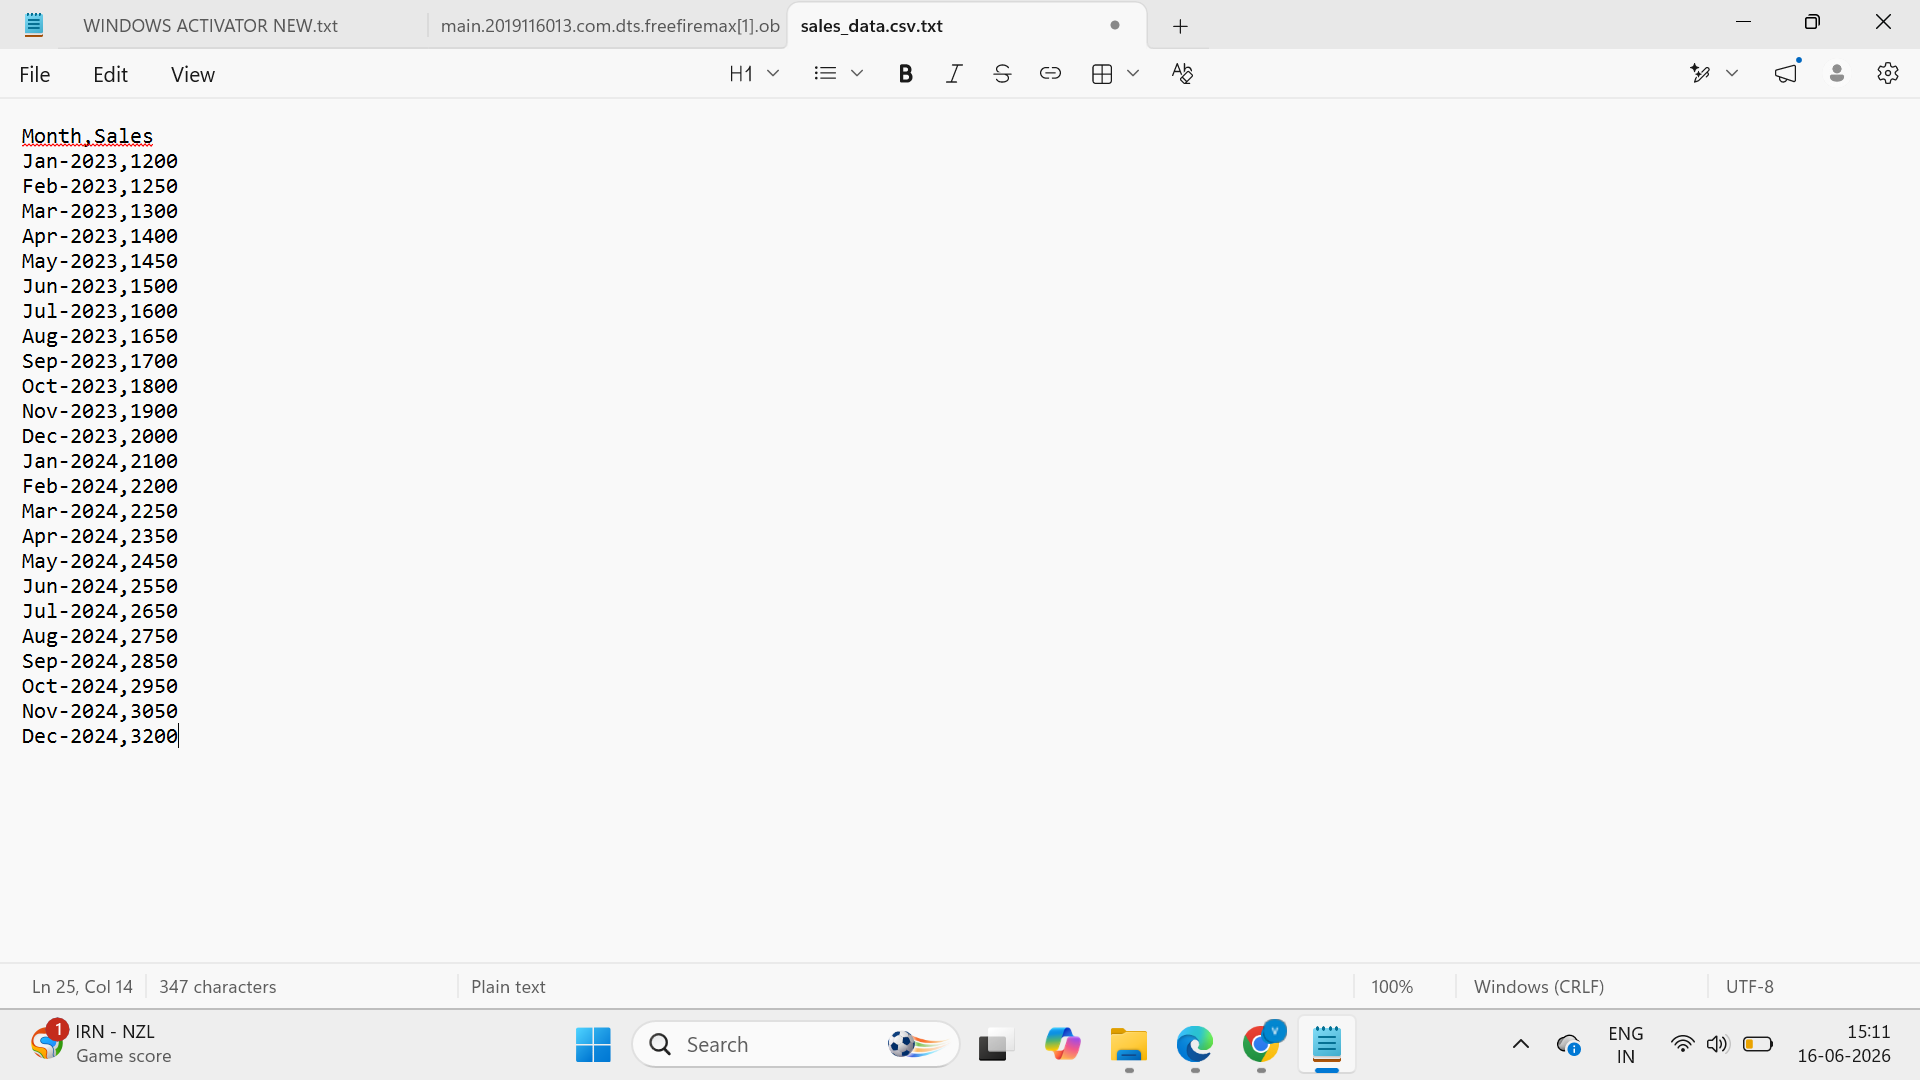 WINDOWS ACTIVATOR NEW.txt
main.2019116013.com.dts.freefiremax[1].ob
sales_data.csv.txt
File
Edit
View
H1
Month,Sales
Jan-2023,1200
Feb-2023,1250
Mar-2023,1300
Apr-2023,1400
May-2023,1450
Jun-2023,1500
Jul-2023,1600
Aug-2023,1650
Sep-2023,1700
Oct-2023,1800
Nov-2023,1900
Dec-2023,2000
Jan-2024,2100
Feb-2024,2200
Mar-2024,2250
Apr-2024,2350
May-2024,2450
Jun-2024,2550
Jul-2024,2650
Aug-2024,2750
Sep-2024,2850
Oct-2024,2950
Nov-2024,3050
Dec-2024,3200
Ln 25, Col 14
347 characters
Plain text
100%
Windows (CRLF)
UTF-8
1
IRN - NZL
Game score
Search
V
ENG
IN
15:11
16-06-2026